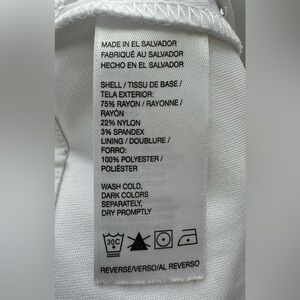 MADE IN EL SALVADOR
FABRIQUÉ AU SALVADOR
HECHO EN EL SALVADOR
SHELL / TISSU DE BASE /
TELA EXTERIOR:
75% RAYON / RAYONNE /
RAYÓN
22% NYLON
3% SPANDEX
LINING / DOUBLURE /
FORRO:
100% POLYESTER /
POLIÉSTER
WASH COLD,
DARK COLORS
SEPARATELY,
DRY PROMPTLY
30C
REVERSE/VERSO/AL REVERSO